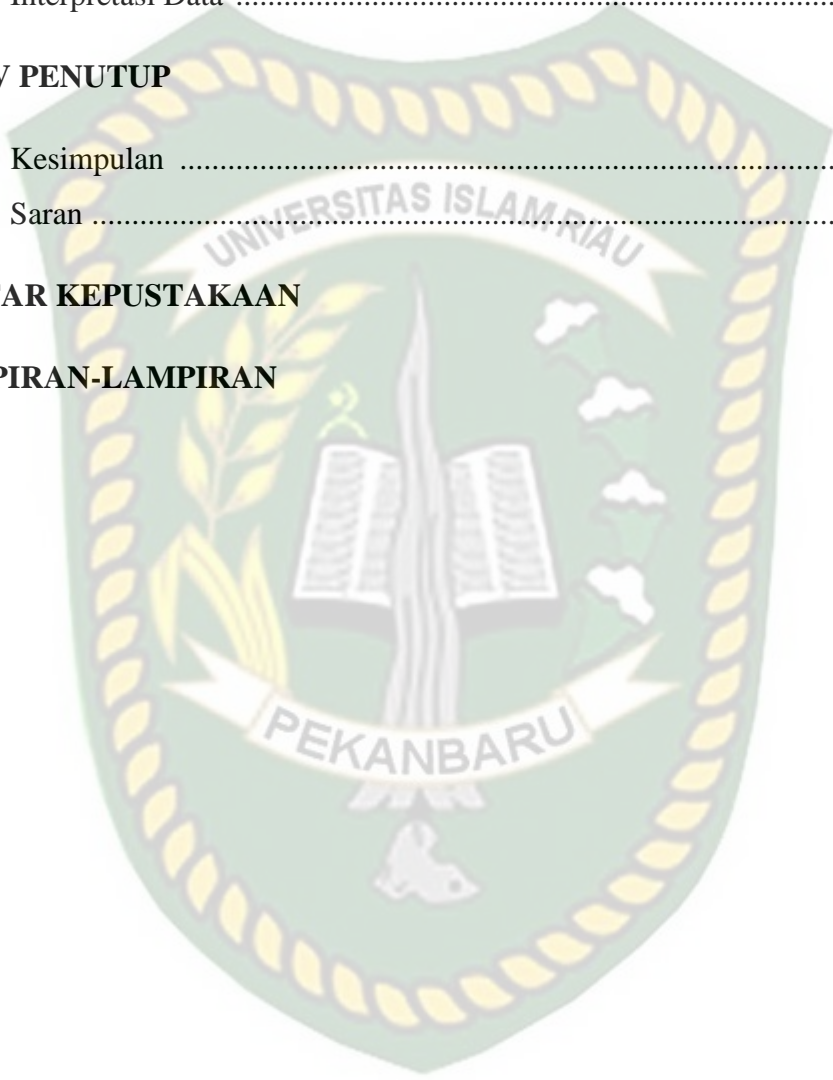 Interpretasi Data ........................................................................
V PENUTUP
Kesimpulan ........................................................................
Saran ........................................................................
UNIVERSITAS ISLAM RIAU
AR KEPUSTAKAAN
PIRAN-LAMPIRAN
PEKANBARU